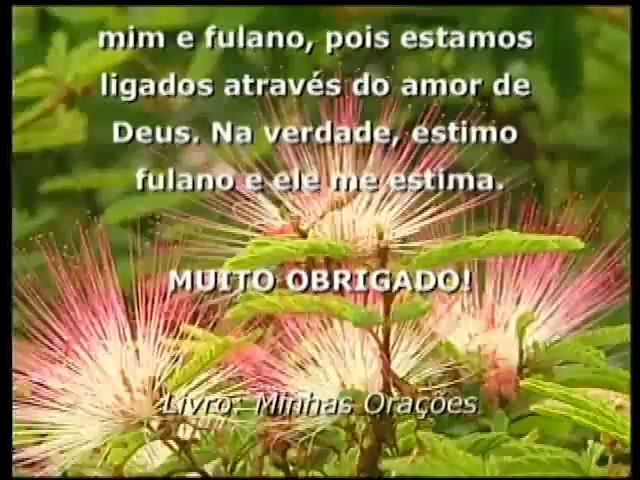 mim e fulano, pois estamos
ligados através do amor de
Deus. Na verdade, estimo
fulano e ele me estima.
MUITO OBRIGADO!
Livro: Minhas Orações